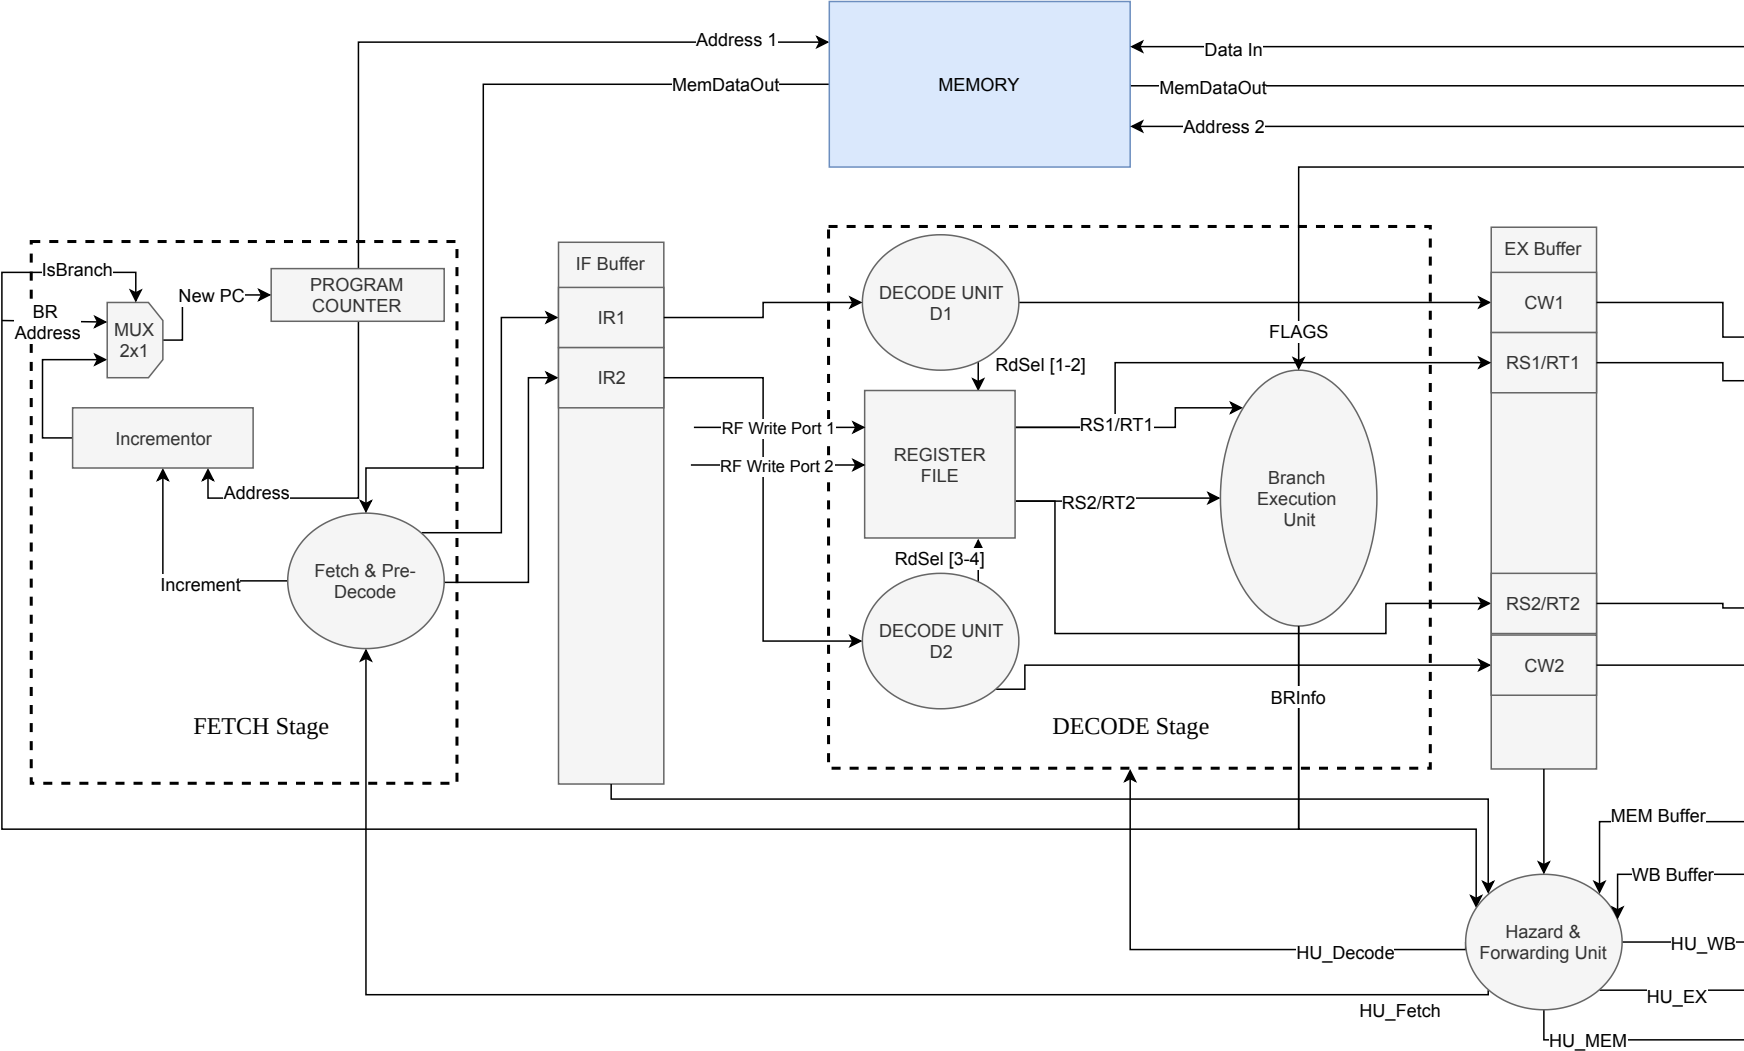 Address 1
MemDataOut
MEMORY
Data In
MemDataOut
Address 2
IsBranch
BR
Address
MUX
2x1
New PC
PROGRAM
COUNTER
Incrementor
Address
Increment
Fetch & Pre-
Decode
FETCH Stage
IF Buffer
IR1
IR2
RF Write Port 1
RF Write Port 2
DECODE UNIT
D1
RdSel [1-2]
REGISTER
FILE
RS1/RT1
RS2/RT2
RdSel [3-4]
DECODE UNIT
D2
FLAGS
Branch
Execution
Unit
BRInfo
DECODE Stage
EX Buffer
CW1
RS1/RT1
RS2/RT2
CW2
MEM Buffer
WB Buffer
Hazard &
Forwarding Unit
HU_WB
HU_Decode
HU_EX
HU_Fetch
HU_MEM